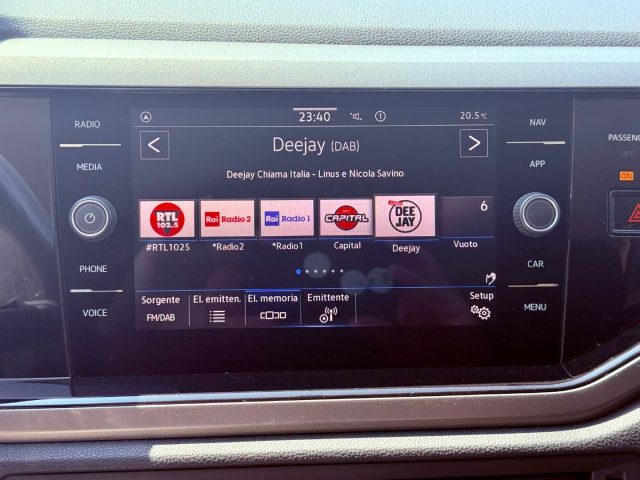 RADIO
MEDIA
PHONE
VOICE
23:40
1
20.5°C
Deejay (DAB)
Deejay Chiama Italia - Linus e Nicola Savino
RTL 102.5
Rai Radio 2
Rai Radio 1
CAPITAL
DEE JAY
6
#RTL1025
*Radio2
*Radio1
Capital
Deejay
Vuoto
Sorgente
FM/DAB
El. emitten.
El. memoria
Emittente
Setup
NAV
APP
CAR
MENU
PASSENG
OFF
ON